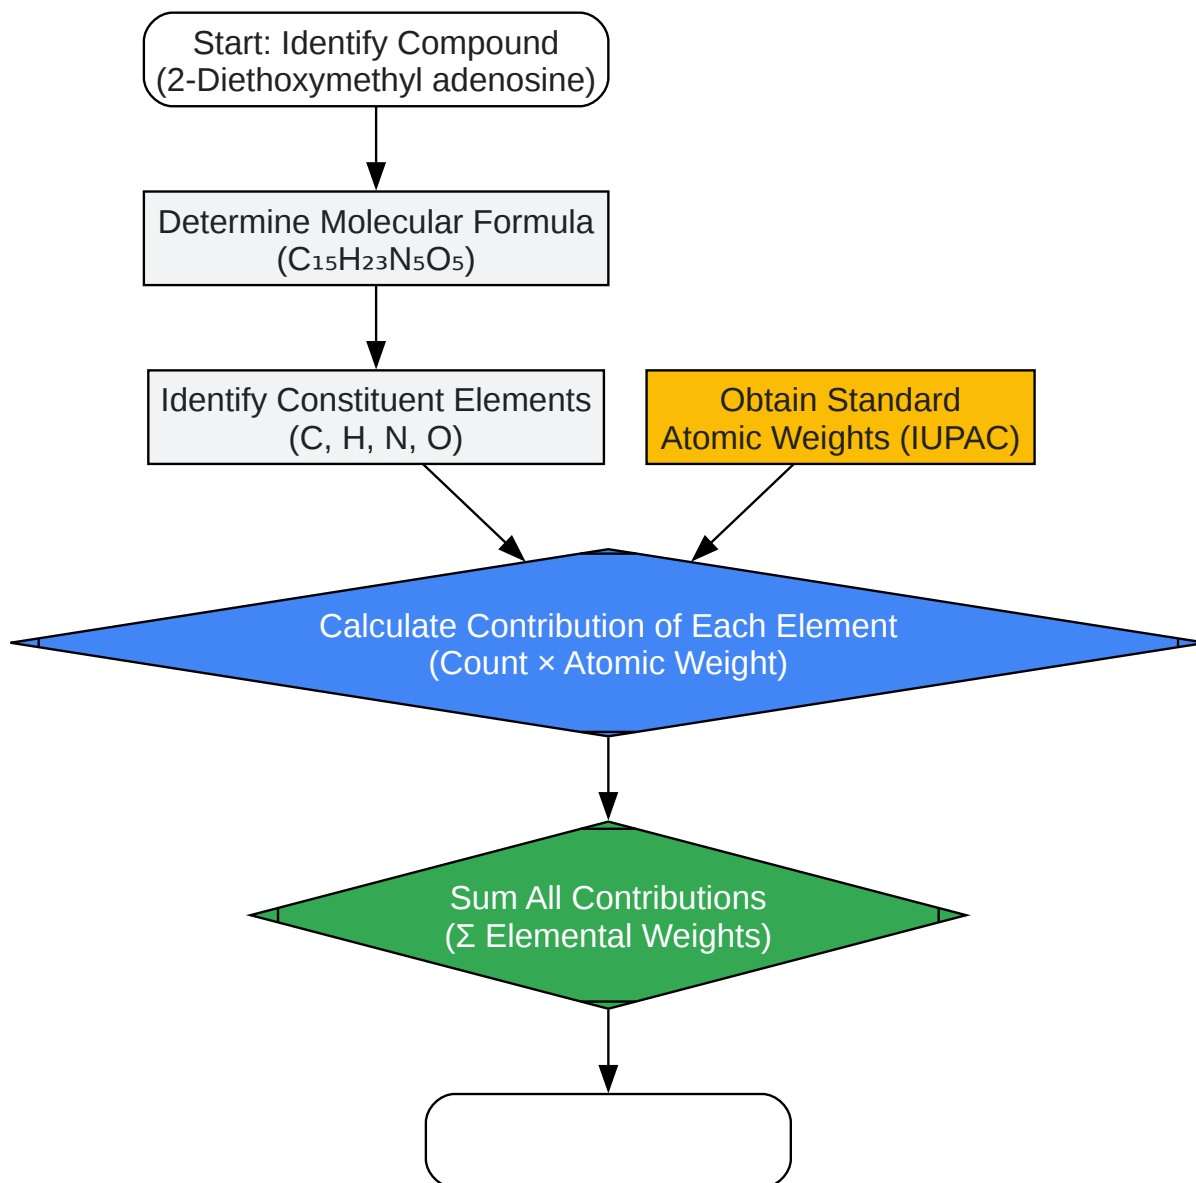 Start: Identify Compound
(2-Diethoxymethyl adenosine)
Determine Molecular Formula
(C₁₅H₂₃N₅O₅)
Identify Constituent Elements
(C, H, N, O)
Obtain Standard
Atomic Weights (IUPAC)
Calculate Contribution of Each Element
(Count × Atomic Weight)
Sum All Contributions
(Σ Elemental Weights)